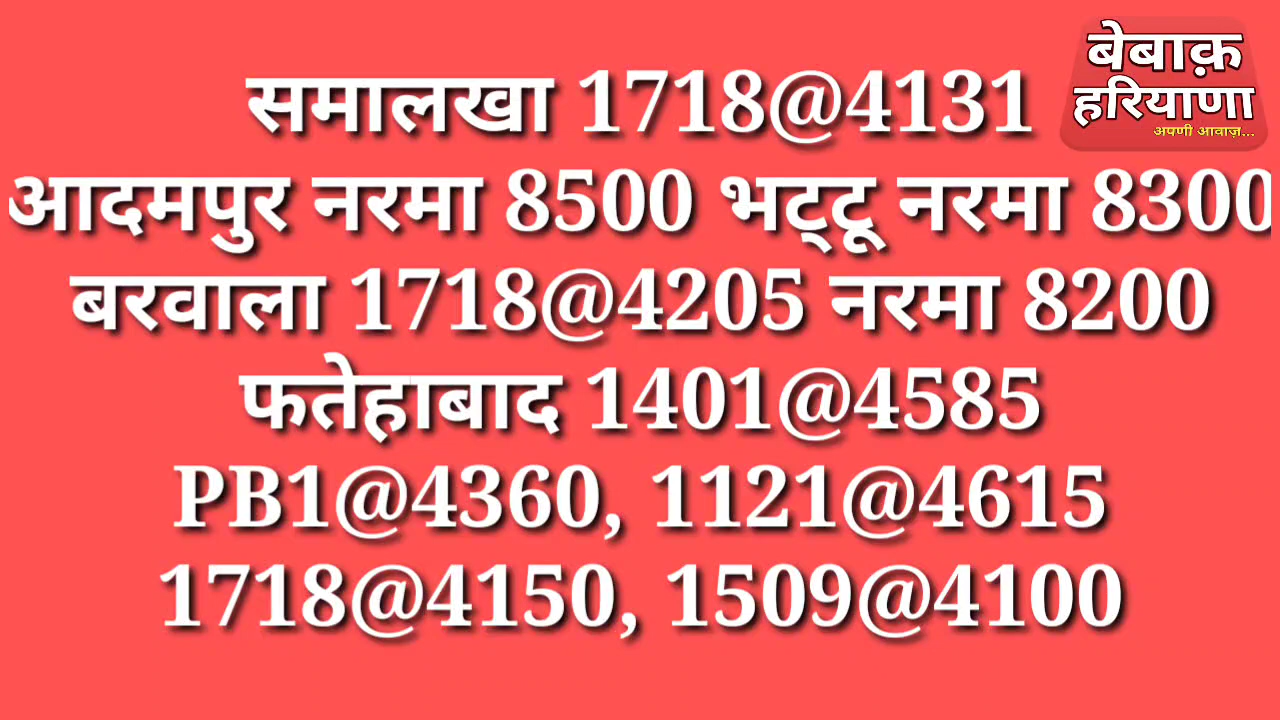 बेबाक़
हरियाणा
अपणी आवाज़...
समालखा 1718@4131
आदमपुर नरमा 8500 भट्टू नरमा 8300
बरवाला 1718@4205 नरमा 8200
फतेहाबाद 1401@4585
PB1@4360, 1121@4615
1718@4150, 1509@4100